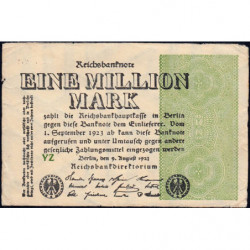 Reichsbanknote
EINE MILLION
MARK
zahlt die Reichsbankhauptkasse in Berlin
gegen diese Banknote dem Einlieferer. Vom
1. September 1923 ab kann diese Banknote
aufgerufen und unter Umtausch gegen andere
gesetzliche Zahlungsmittel eingezogen werden
YZ
Berlin, den 9. August 1923
Reichsbankdirektorium